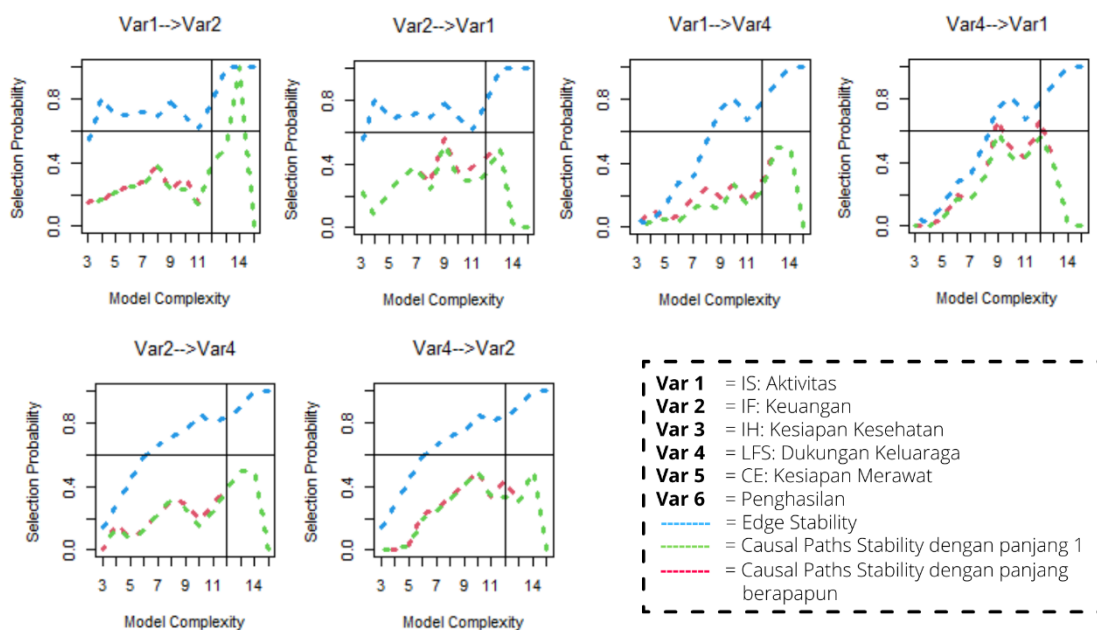 Var1-->Var2
Selection Probability
0.0 0.4 0.8
3 5 7 9 11 14
Model Complexity
Var2-->Var1
Selection Probability
0.0 0.4 0.8
3 5 7 9 11 14
Model Complexity
Var1-->Var4
Selection Probability
0.0 0.4 0.8
3 5 7 9 11 14
Model Complexity
Var4-->Var1
Selection Probability
0.0 0.4 0.8
3 5 7 9 11 14
Model Complexity
Var2-->Var4
Selection Probability
0.0 0.4 0.8
3 5 7 9 11 14
Model Complexity
Var4-->Var2
Selection Probability
0.0 0.4 0.8
3 5 7 9 11 14
Model Complexity
Var 1 = IS: Aktivitas
Var 2 = IF: Keuangan
Var 3 = IH: Kesiapan Kesehatan
Var 4 = LFS: Dukungan Keluaraga
Var 5 = CE: Kesiapan Merawat
Var 6 = Penghasilan
= Edge Stability
= Causal Paths Stability dengan panjang 1
= Causal Paths Stability dengan panjang
berapapun